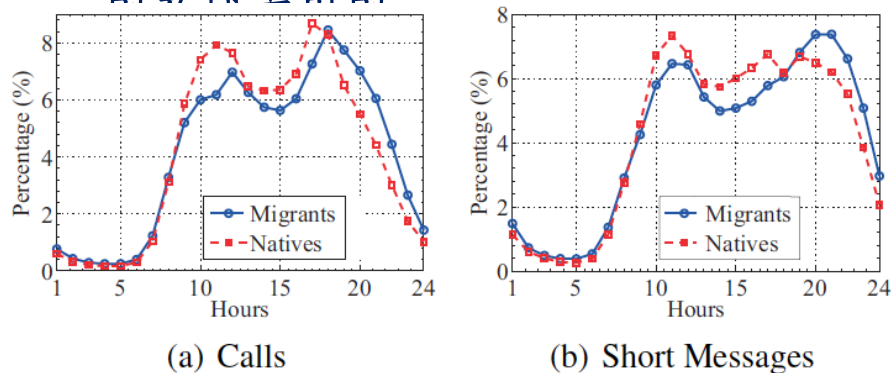 8
6
4
2
0
Percentage (%)
Migrants
Natives
1 5 10 15 20 24
Hours
(a) Calls
8
6
4
2
0
Percentage (%)
Migrants
Natives
1 5 10 15 20 24
Hours
(b) Short Messages